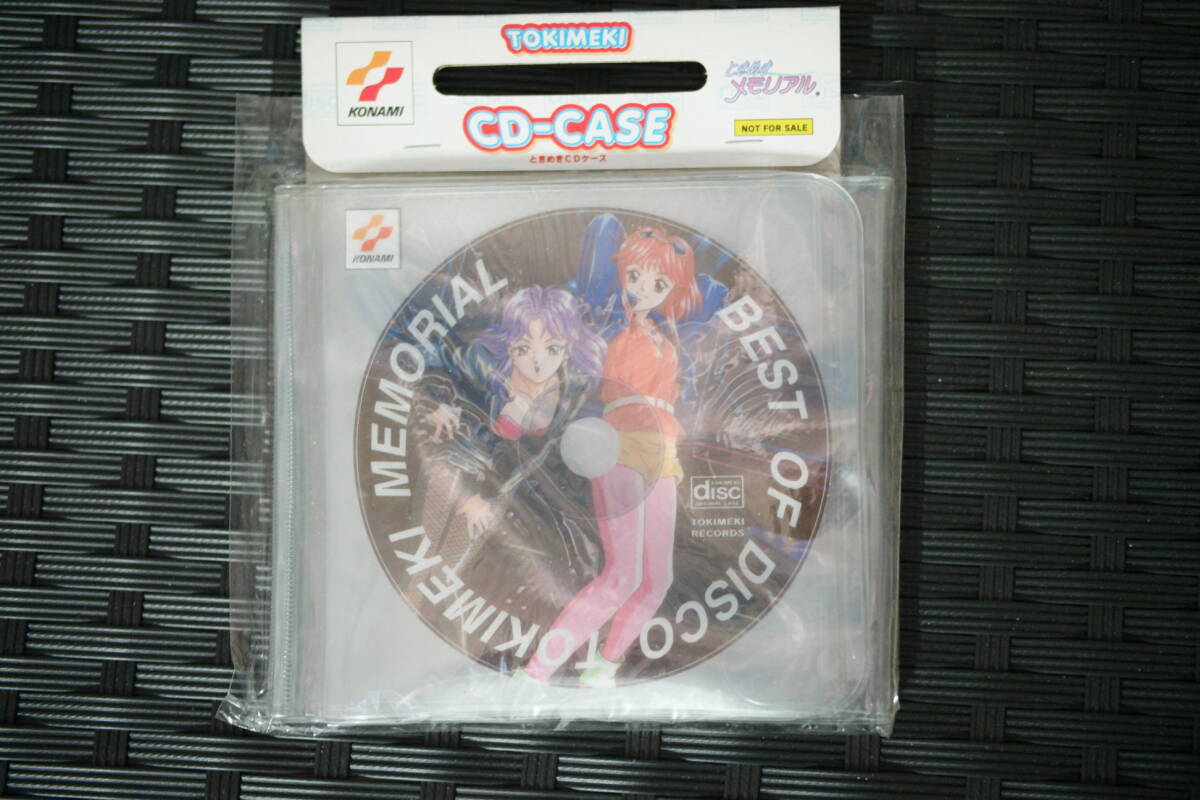 TOKIMEKI
KONAMI
ときめき
メモリアル
CD-CASE
NOT FOR SALE
ときめきCDケース
KONAMI
TOKIMEKI MEMORIAL
BEST OF DISCO
disc
TOKIMEKI
RECORDS